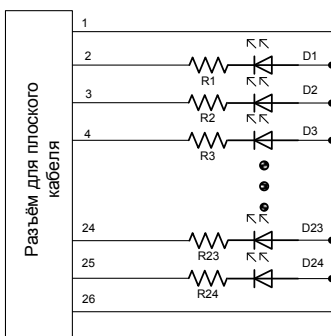 Разъём для плоского
кабеля
1
2
R1
D1
3
R2
D2
4
R3
D3
24
R23
D23
25
R24
D24
26